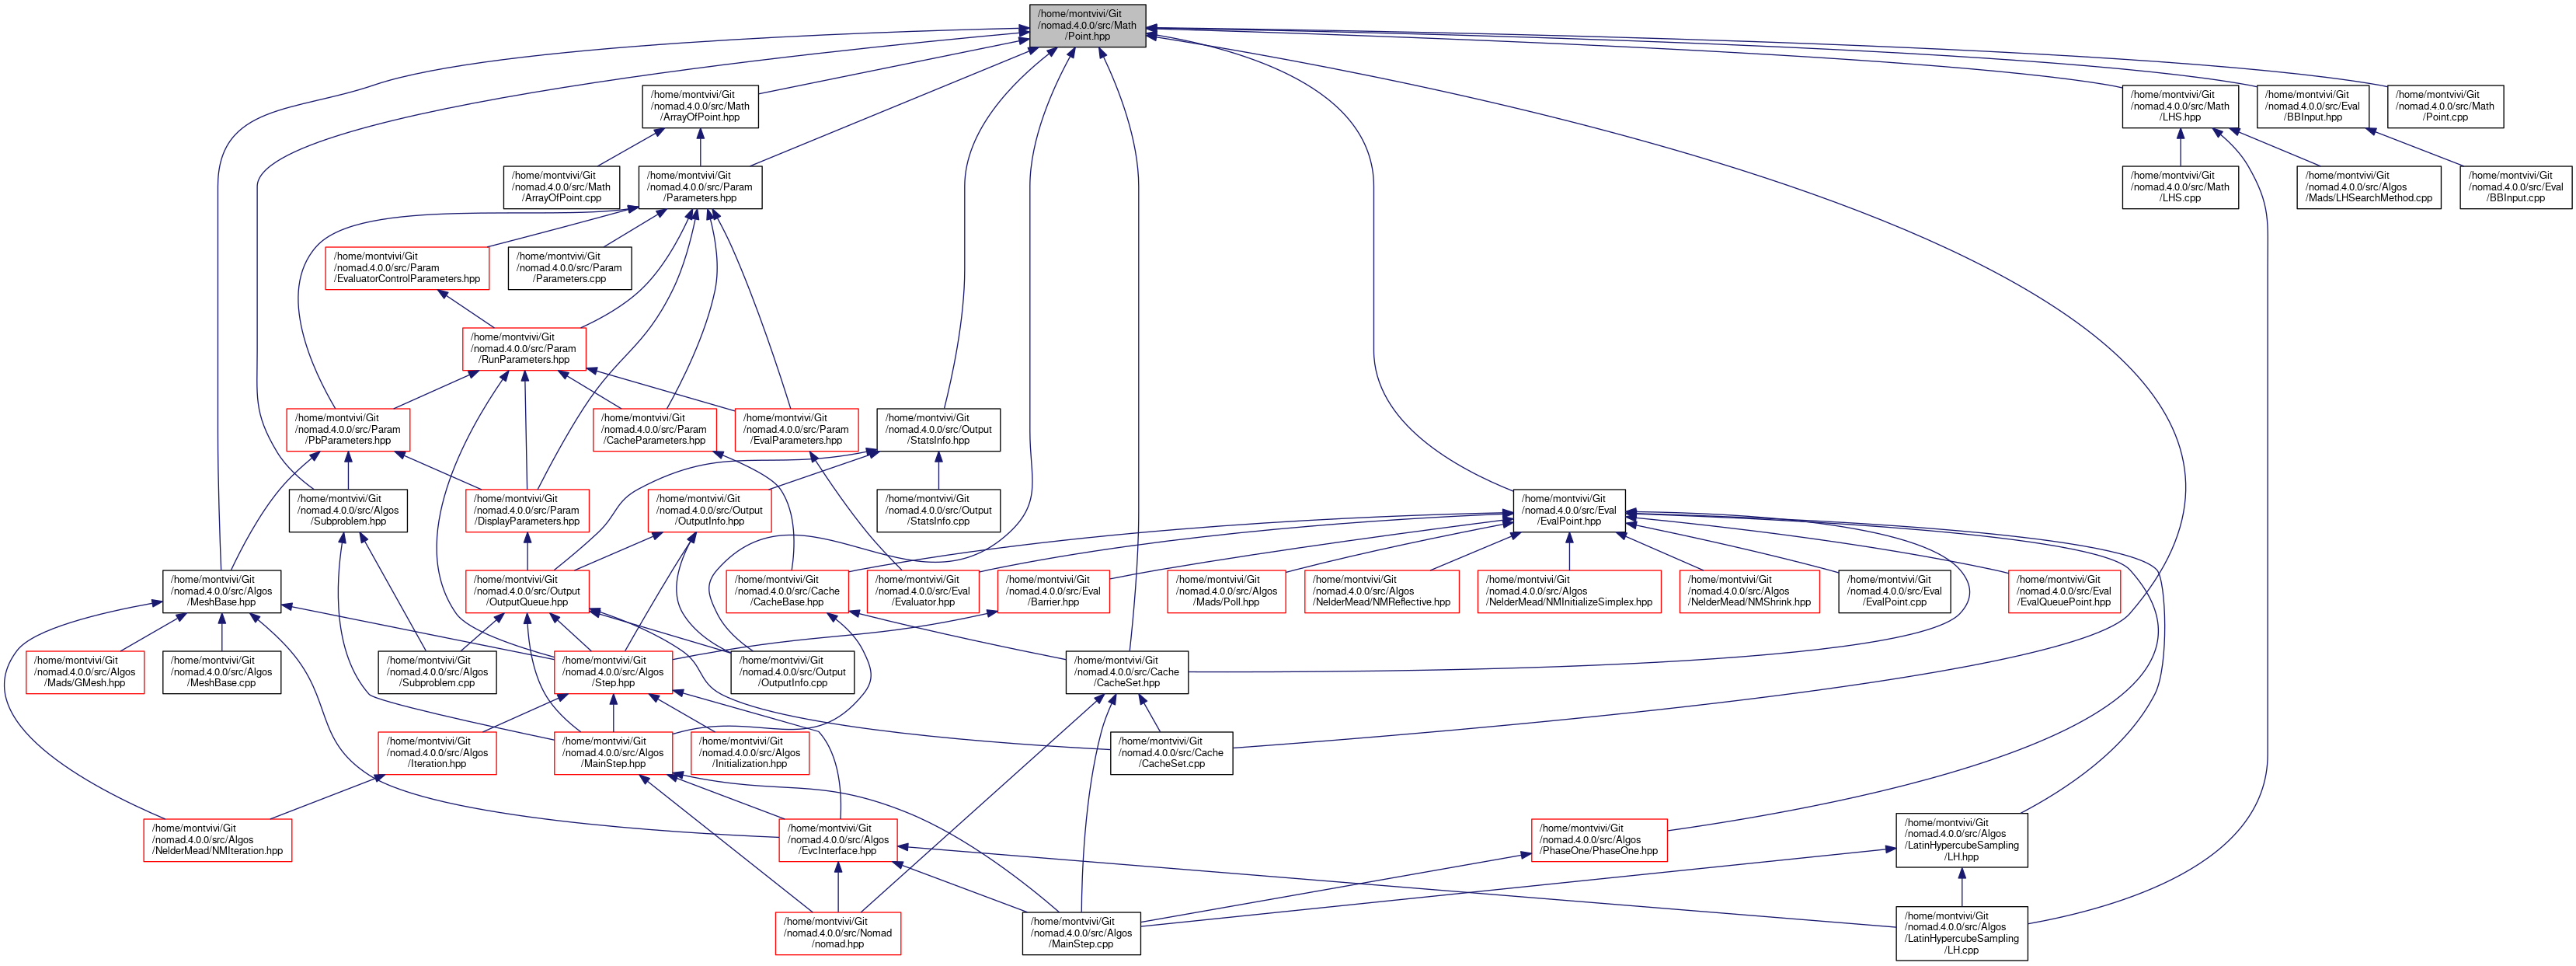 /home/montvivi/Git
/nomad.4.0.0/src/Math
/Point.hpp
/home/montvivi/Git
/nomad.4.0.0/src/Math
/ArrayOfPoint.hpp
/home/montvivi/Git
/nomad.4.0.0/src/Math
/LHS.hpp
/home/montvivi/Git
/nomad.4.0.0/src/Eval
/BBInput.hpp
/home/montvivi/Git
/nomad.4.0.0/src/Math
/Point.cpp
/home/montvivi/Git
/nomad.4.0.0/src/Math
/ArrayOfPoint.cpp
/home/montvivi/Git
/nomad.4.0.0/src/Param
/Parameters.hpp
/home/montvivi/Git
/nomad.4.0.0/src/Math
/LHS.cpp
/home/montvivi/Git
/nomad.4.0.0/src/Algos
/Mads/LHSearchMethod.cpp
/home/montvivi/Git
/nomad.4.0.0/src/Eval
/BBInput.cpp
/home/montvivi/Git
/nomad.4.0.0/src/Param
/EvaluatorControlParameters.hpp
/home/montvivi/Git
/nomad.4.0.0/src/Param
/Parameters.cpp
/home/montvivi/Git
/nomad.4.0.0/src/Param
/RunParameters.hpp
/home/montvivi/Git
/nomad.4.0.0/src/Param
/PbParameters.hpp
/home/montvivi/Git
/nomad.4.0.0/src/Param
/CacheParameters.hpp
/home/montvivi/Git
/nomad.4.0.0/src/Param
/EvalParameters.hpp
/home/montvivi/Git
/nomad.4.0.0/src/Output
/StatsInfo.hpp
/home/montvivi/Git
/nomad.4.0.0/src/Algos
/Subproblem.hpp
/home/montvivi/Git
/nomad.4.0.0/src/Param
/DisplayParameters.hpp
/home/montvivi/Git
/nomad.4.0.0/src/Output
/OutputInfo.hpp
/home/montvivi/Git
/nomad.4.0.0/src/Output
/StatsInfo.cpp
/home/montvivi/Git
/nomad.4.0.0/src/Eval
/EvalPoint.hpp
/home/montvivi/Git
/nomad.4.0.0/src/Algos
/MeshBase.hpp
/home/montvivi/Git
/nomad.4.0.0/src/Output
/OutputQueue.hpp
/home/montvivi/Git
/nomad.4.0.0/src/Cache
/CacheBase.hpp
/home/montvivi/Git
/nomad.4.0.0/src/Eval
/Evaluator.hpp
/home/montvivi/Git
/nomad.4.0.0/src/Eval
/Barrier.hpp
/home/montvivi/Git
/nomad.4.0.0/src/Algos
/Mads/Poll.hpp
/home/montvivi/Git
/nomad.4.0.0/src/Algos
/NelderMead/NMReflective.hpp
/home/montvivi/Git
/nomad.4.0.0/src/Algos
/NelderMead/NMInitializeSimplex.hpp
/home/montvivi/Git
/nomad.4.0.0/src/Algos
/NelderMead/NMShrink.hpp
/home/montvivi/Git
/nomad.4.0.0/src/Eval
/EvalPoint.cpp
/home/montvivi/Git
/nomad.4.0.0/src/Eval
/EvalQueuePoint.hpp
/home/montvivi/Git
/nomad.4.0.0/src/Algos
/Mads/GMesh.hpp
/home/montvivi/Git
/nomad.4.0.0/src/Algos
/MeshBase.cpp
/home/montvivi/Git
/nomad.4.0.0/src/Algos
/Subproblem.cpp
/home/montvivi/Git
/nomad.4.0.0/src/Algos
/Step.hpp
/home/montvivi/Git
/nomad.4.0.0/src/Output
/OutputInfo.cpp
/home/montvivi/Git
/nomad.4.0.0/src/Cache
/CacheSet.hpp
/home/montvivi/Git
/nomad.4.0.0/src/Algos
/Iteration.hpp
/home/montvivi/Git
/nomad.4.0.0/src/Algos
/MainStep.hpp
/home/montvivi/Git
/nomad.4.0.0/src/Algos
/Initialization.hpp
/home/montvivi/Git
/nomad.4.0.0/src/Cache
/CacheSet.cpp
/home/montvivi/Git
/nomad.4.0.0/src/Algos
/NelderMead/NMIteration.hpp
/home/montvivi/Git
/nomad.4.0.0/src/Algos
/EvcInterface.hpp
/home/montvivi/Git
/nomad.4.0.0/src/Algos
/PhaseOne/PhaseOne.hpp
/home/montvivi/Git
/nomad.4.0.0/src/Algos
/LatinHypercubeSampling
/LH.hpp
/home/montvivi/Git
/nomad.4.0.0/src/Nomad
/nomad.hpp
/home/montvivi/Git
/nomad.4.0.0/src/Algos
/MainStep.cpp
/home/montvivi/Git
/nomad.4.0.0/src/Algos
/LatinHypercubeSampling
/LH.cpp